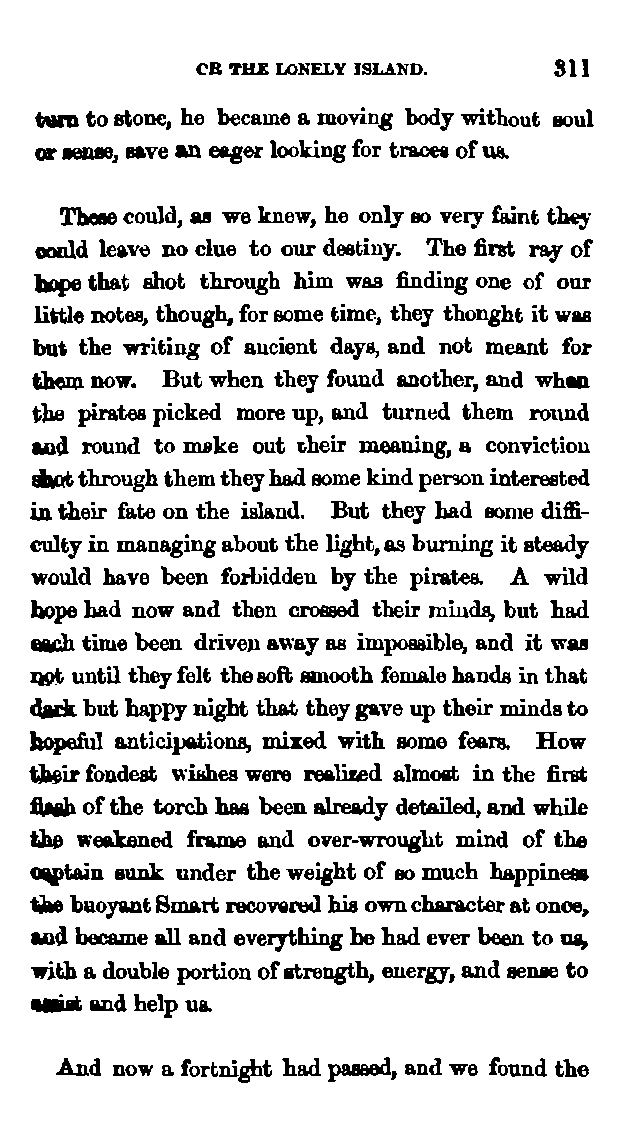 OR THE LONELY ISLAND. 311
turn to stone, he became a moving body without soul
or sense, save an eager looking for traces of us.
These could, as we knew, he only so very faint they
could leave no clue to our destiny. The first ray of
hope that shot through him was finding one of our
little notes, though, for some time, they thonght it was
but the writing of ancient days, and not meant for
them now. But when they found another, and when
the pirates picked more up, and turned them round
and round to make out their meaning, a conviction
shot through them they had some kind person interested
in their fate on the island. But they had some diffi-
culty in managing about the light, as burning it steady
would have been forbidden by the pirates. A wild
hope had now and then crossed their minds, but had
each time been driven away as impossible, and it was
not until they felt the soft smooth female hands in that
dark but happy night that they gave up their minds to
hopeful anticipations, mixed with some fears. How
their fondest wishes were realized almost in the first
flash of the torch has been already detailed, and while
the weakened frame and over-wrought mind of the
captain sunk under the weight of so much happiness
the buoyant Smart recovered his own character at once,
and became all and everything he had ever been to us,
with a double portion of strength, energy, and sense to
assist and help us.
And now a fortnight had passed, and we found the